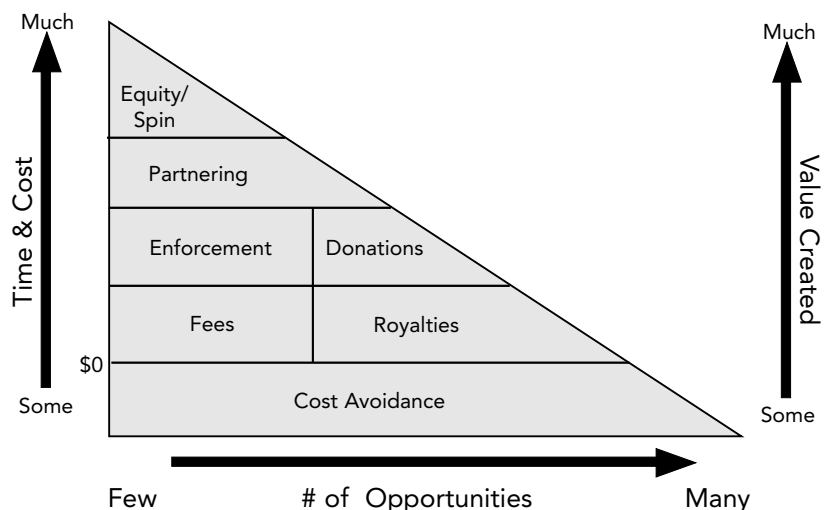 Much
Much
Equity/
Spin
Partnering
Time & Cost
Value Created
Enforcement
Donations
Fees
Royalties
$0
Some
Cost Avoidance
Some
Few
# of Opportunities
Many